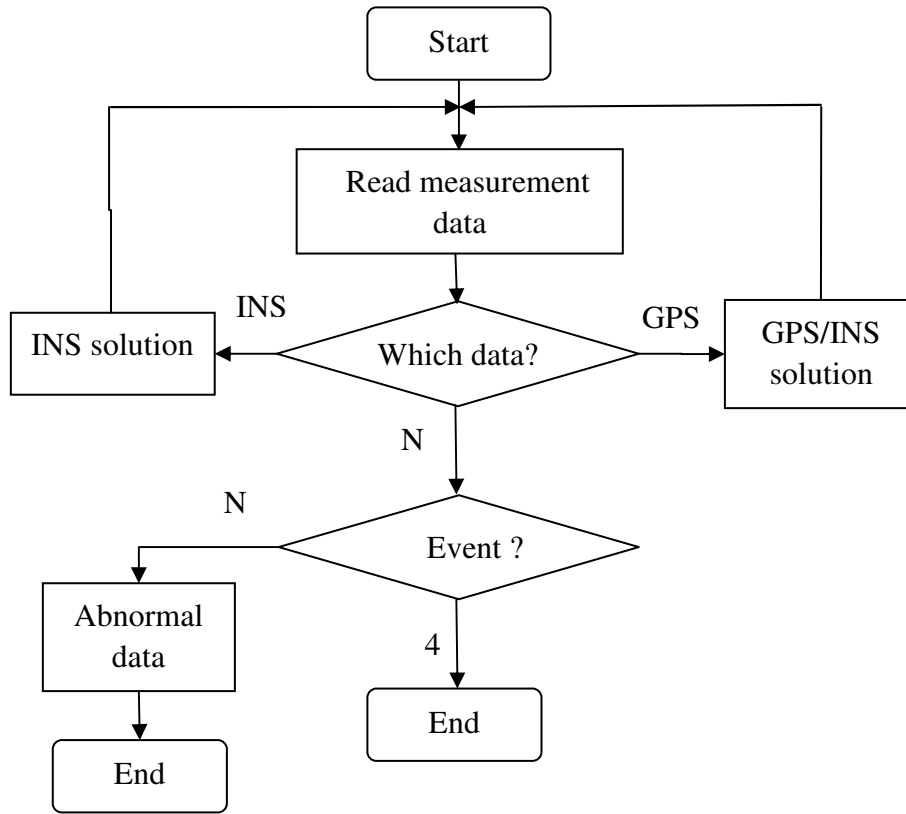 Start
Read measurement
data
INS
GPS
INS solution
Which data?
GPS/INS
solution
N
N
Event ?
Abnormal
data
4
End
End